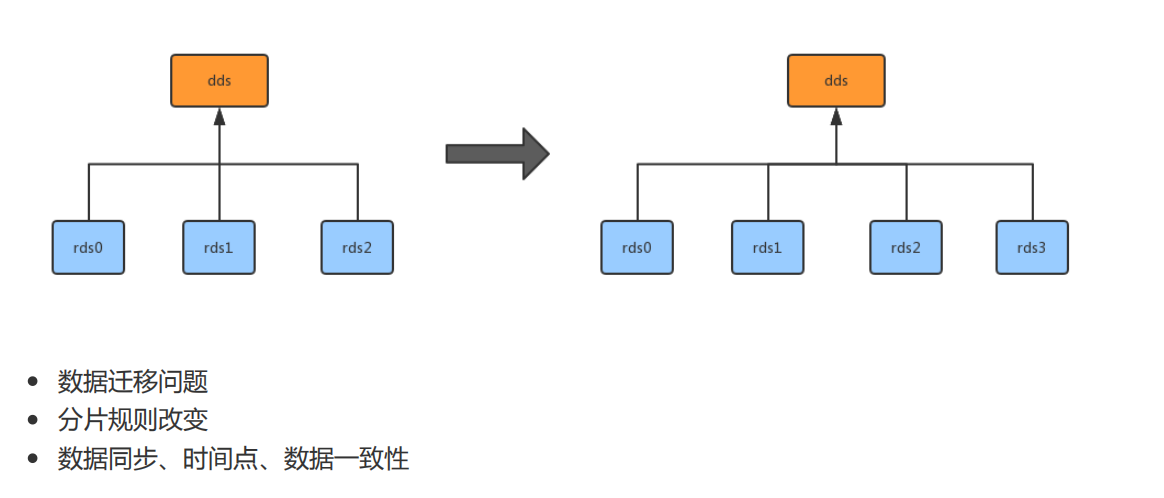 dds
dds
rds0
rds1
rds2
rds0
rds1
rds2
rds3
数据迁移问题
分片规则改变
数据同步、时间点、数据一致性